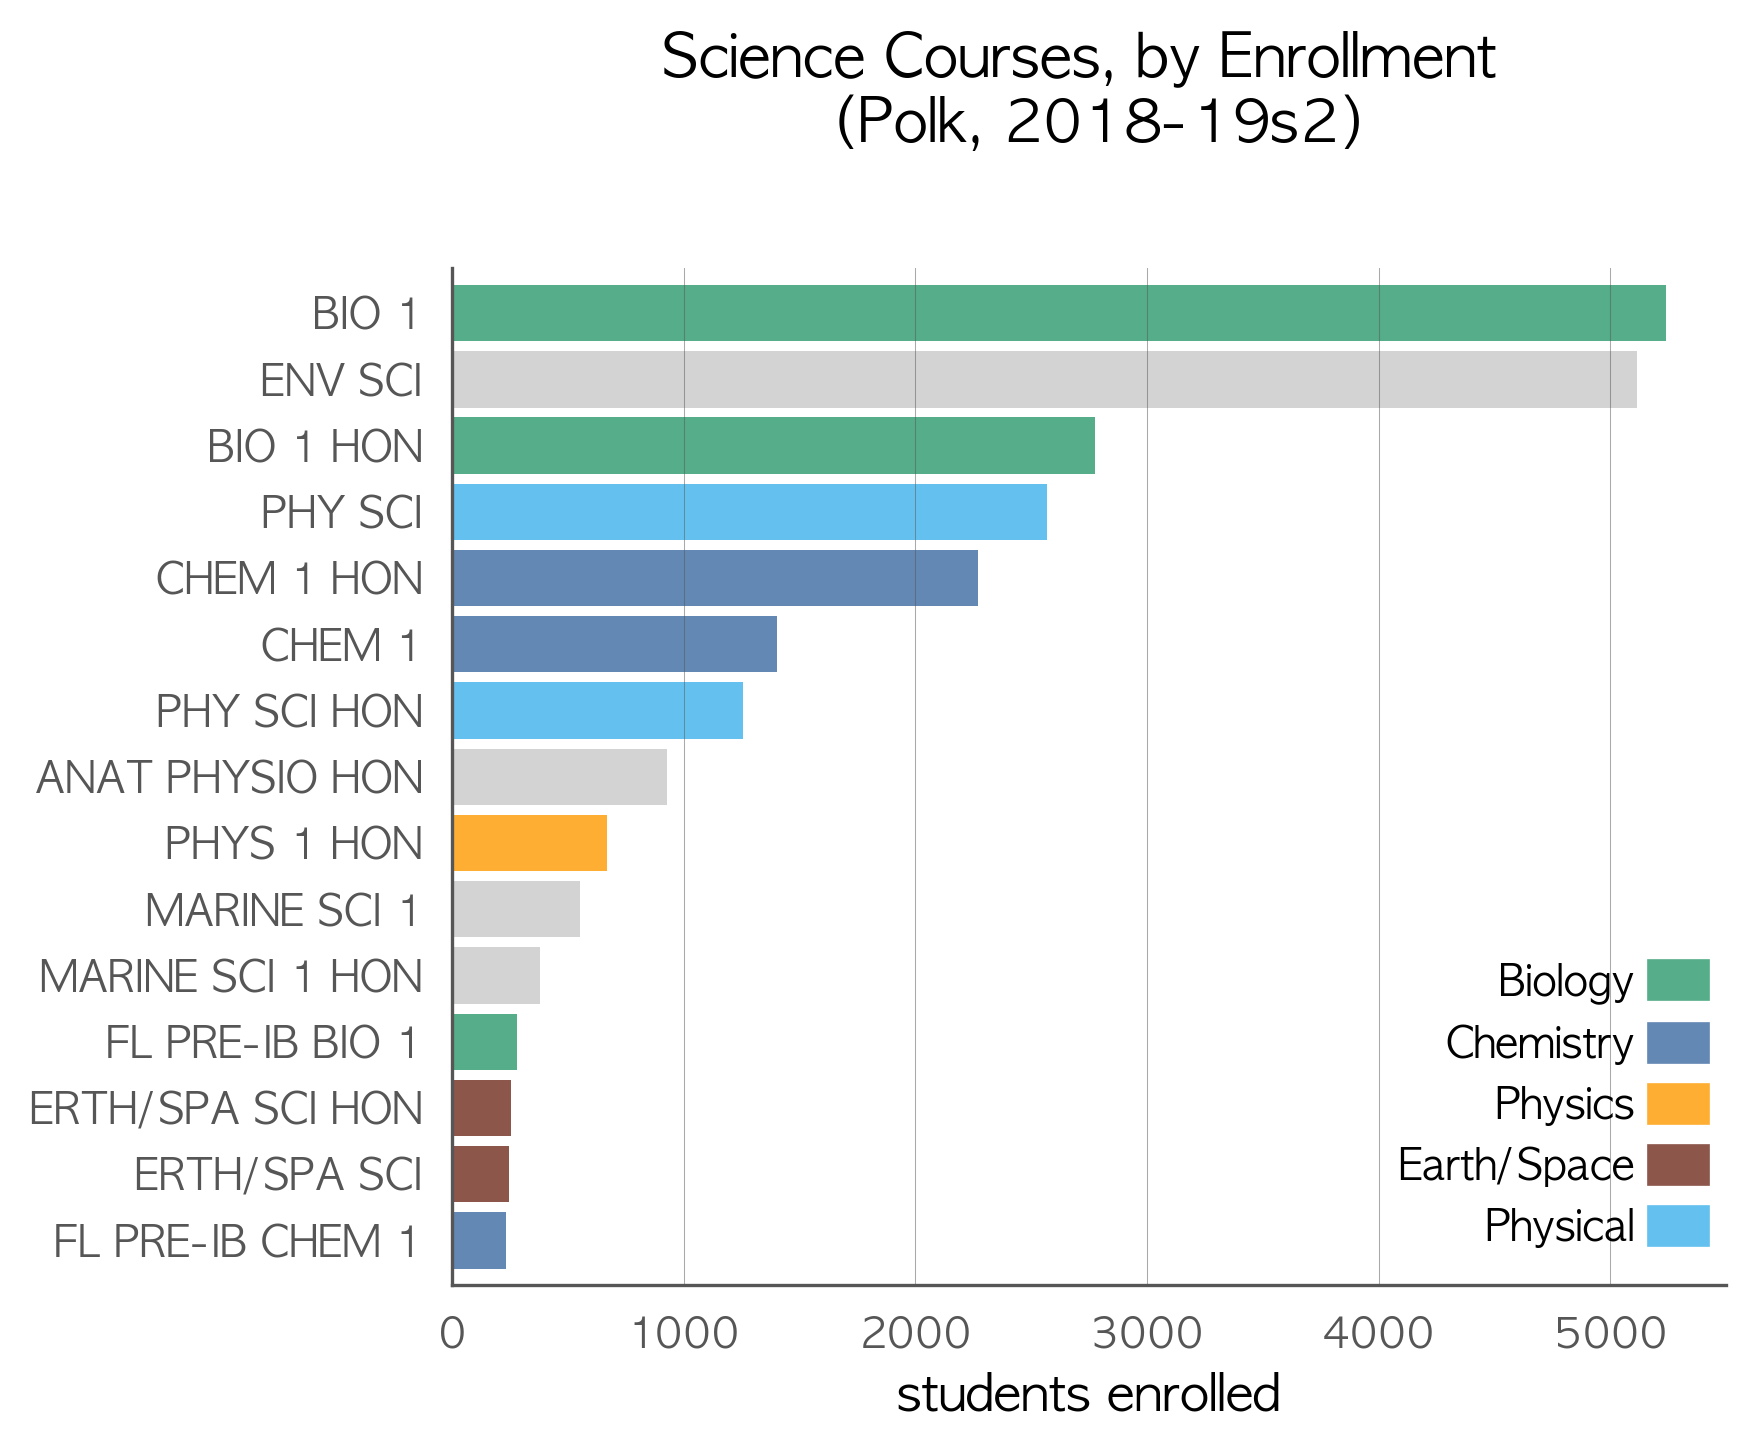 Science Courses, by Enrollment
(Polk, 2018-19s2)
BIO 1
ENV SCI
BIO 1 HON
PHY SCI
CHEM 1 HON
CHEM 1
PHY SCI HON
ANAT PHYSIO HON
PHYS 1 HON
MARINE SCI 1
MARINE SCI 1 HON
FL PRE-IB BIO 1
ERTH/SPA SCI HON
ERTH/SPA SCI
FL PRE-IB CHEM 1
Biology
Chemistry
Physics
Earth/Space
Physical
0 1000 2000 3000 4000 5000
students enrolled